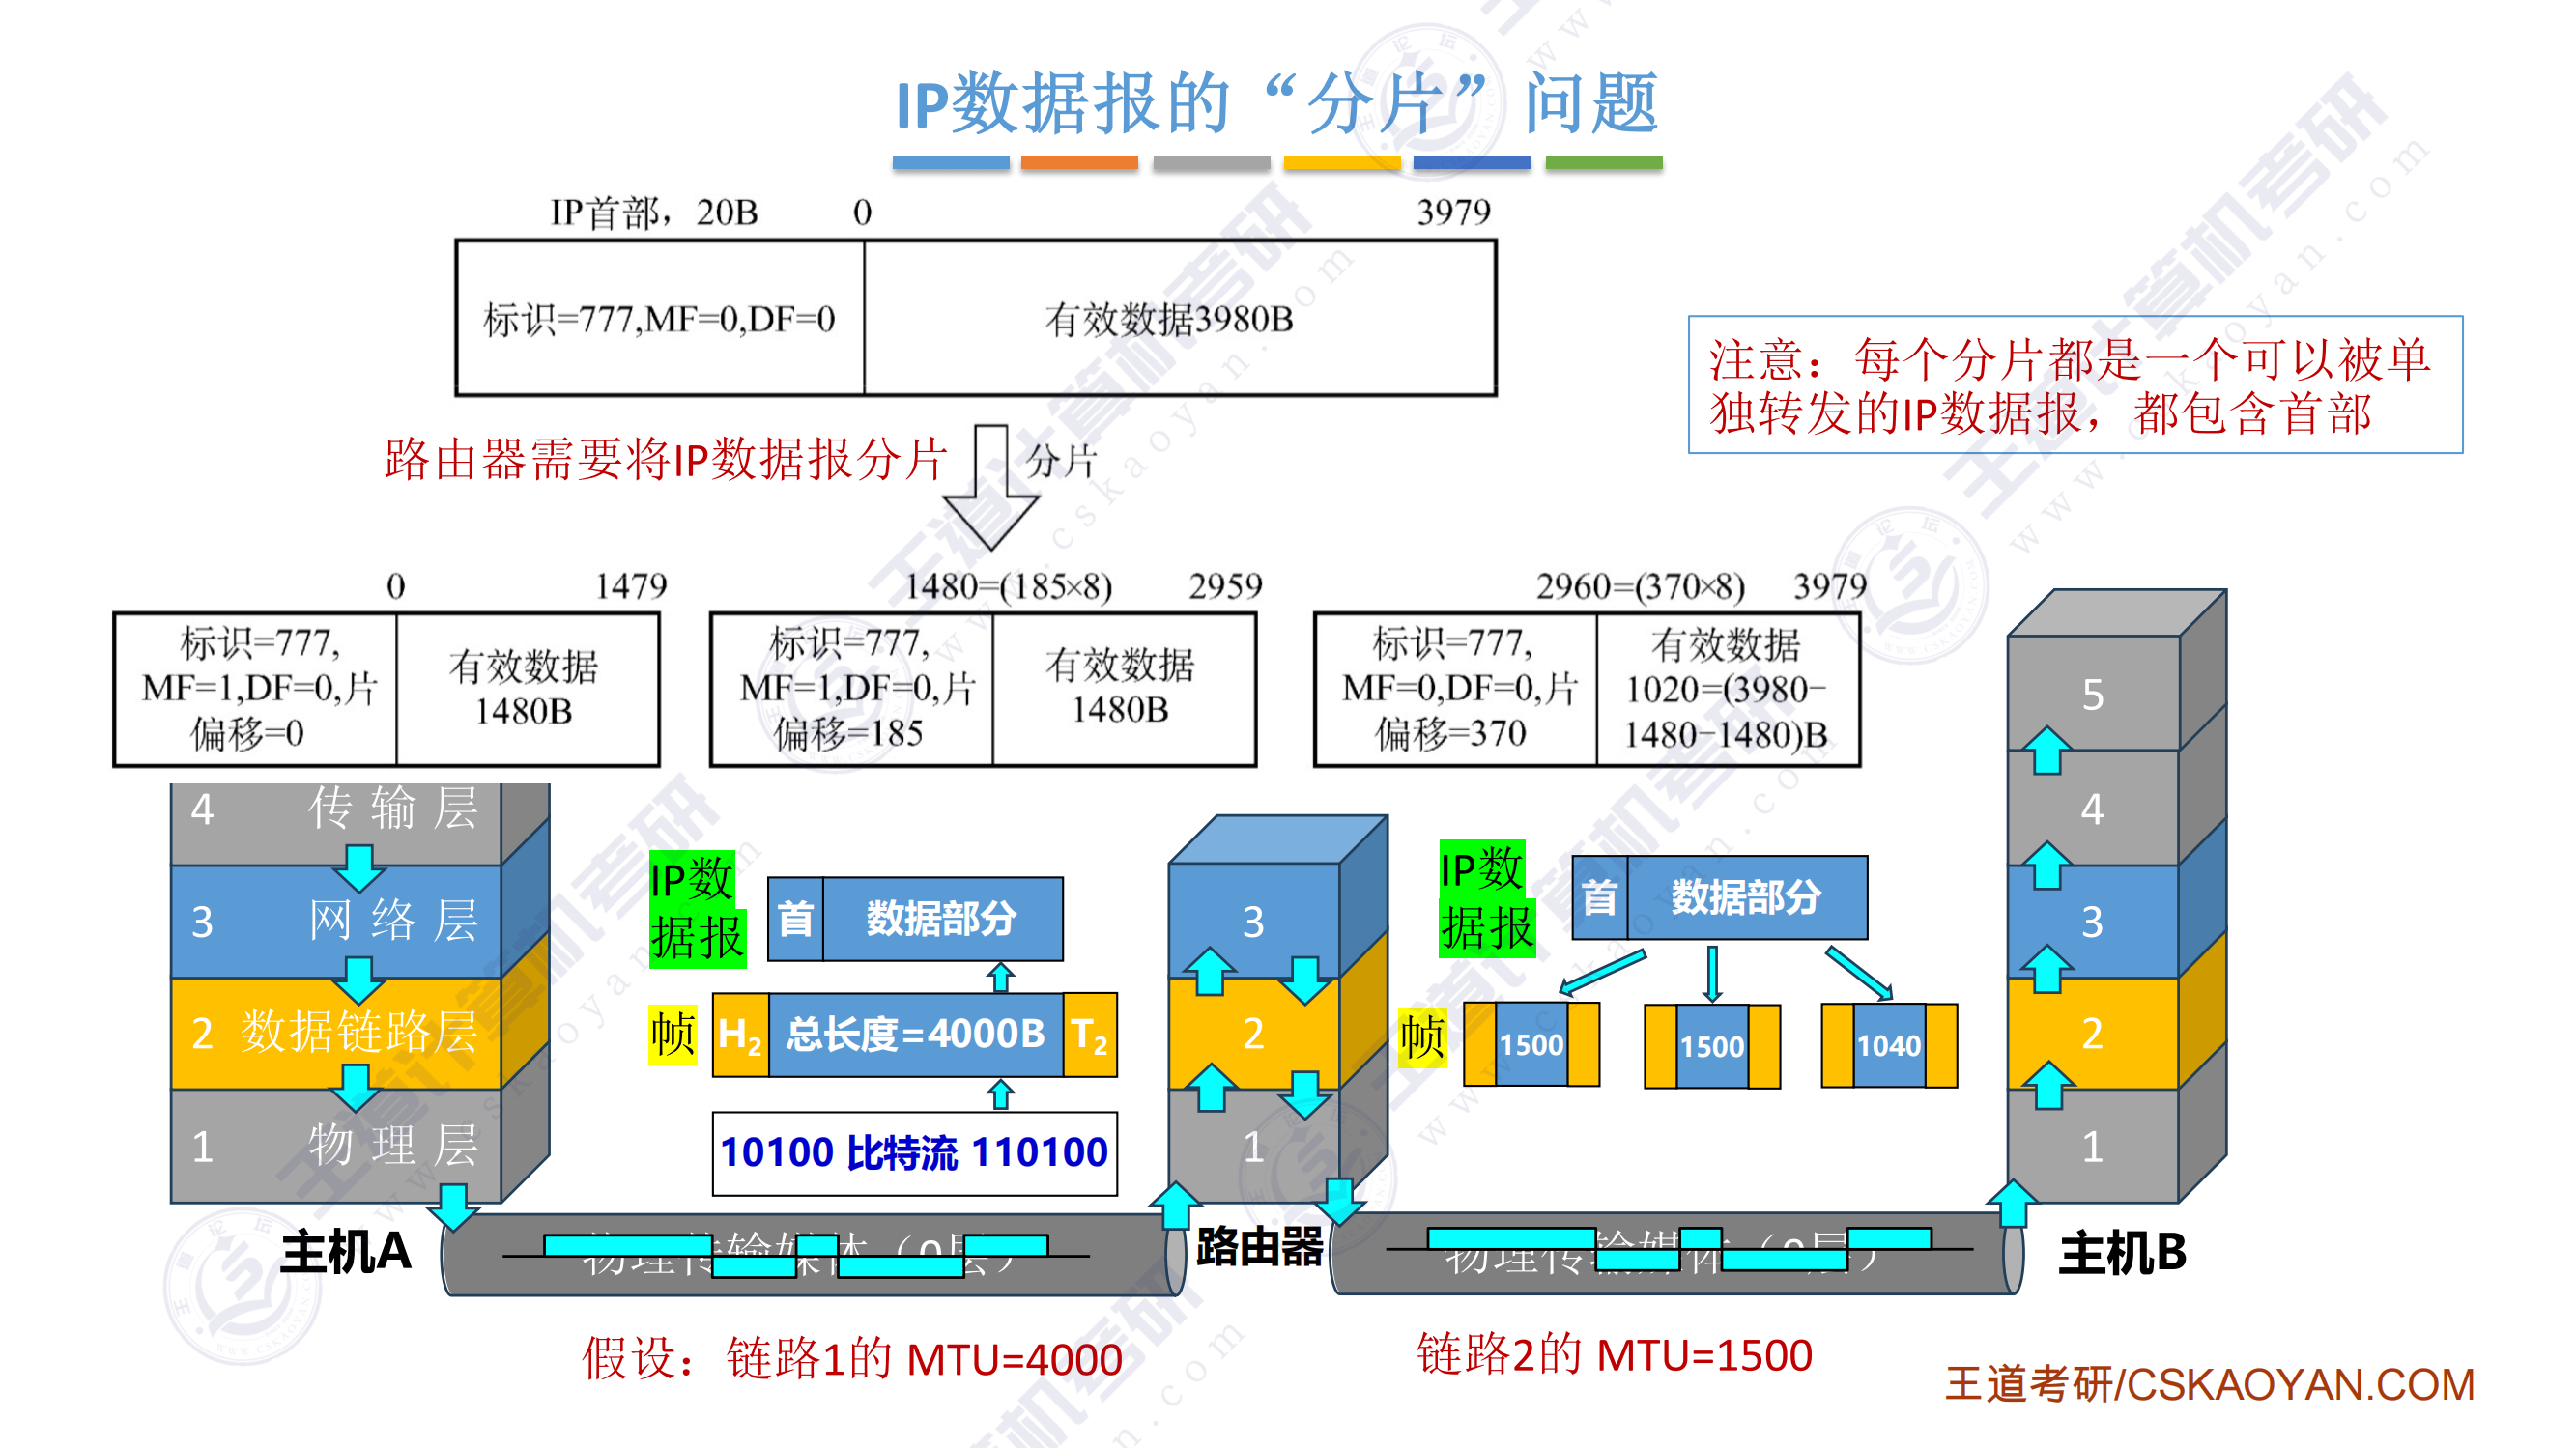 IP数据报的“分片”问题
IP首部，20B
0
3979
标识=777,MF=0,DF=0
有效数据3980B
注意：每个分片都是一个可以被单
独转发的IP数据报，都包含首部
路由器需要将IP数据报分片
分片
0
1479
标识=777,
MF=1,DF=0,片
偏移=0
有效数据
1480B
1480=(185×8)
2959
标识=777,
MF=1,DF=0,片
偏移=185
有效数据
1480B
2960=(370×8)
3979
标识=777,
MF=0,DF=0,片
偏移=370
有效数据
1020=(3980-
1480-1480)B
4 传输层
3 网络层
2 数据链路层
1 物理层
主机A
IP数
据报
首
数据部分
帧
H2
总长度=4000B
T2
10100 比特流 110100
物理传输媒体（0层）
3
2
1
路由器
IP数
据报
首
数据部分
帧
1500
1500
1040
物理传输媒体（0层）
5
4
3
2
1
主机B
假设：链路1的 MTU=4000
链路2的 MTU=1500
王道考研/CSKAOYAN.COM
王道计算机考研
www.cskaoyan.com